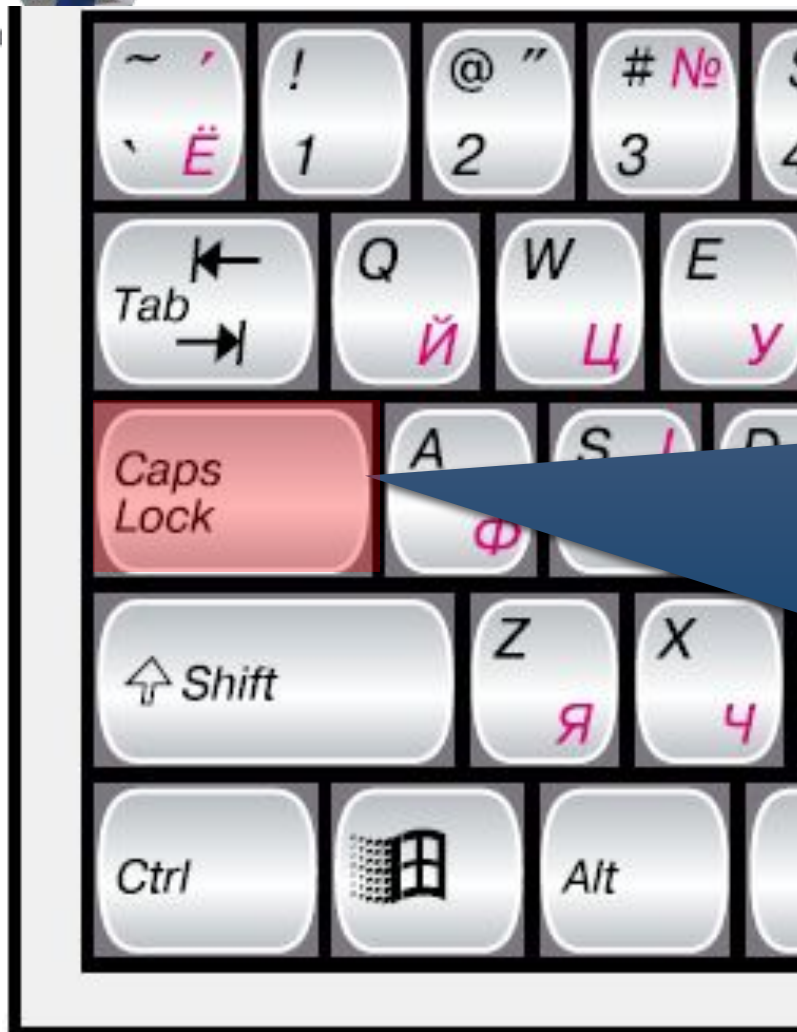 ~ ′ ! @ ″ # №
` Ё 1 2 3
Q W E
Tab
Й Ц У
Caps A
Lock
Ф
⇧ Shift Z X
Я Ч
Ctrl Alt